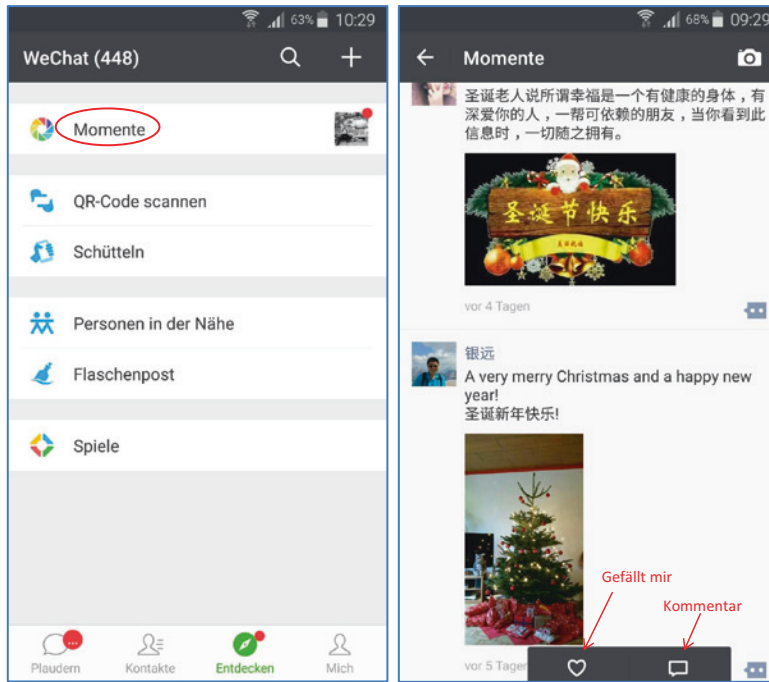 63% 10:29
WeChat (448)
Momente
QR-Code scannen
Schütteln
Personen in der Nähe
Flaschenpost
Spiele
Plaudern Kontakte Entdecken Mich
68% 09:29
Momente
圣诞老人说所谓幸福是一个有健康的身体，有
深爱你的人，一帮可依赖的朋友，当你看到此
信息时，一切随之拥有。
圣诞节快乐
vor 4 Tagen
银远
A very merry Christmas and a happy new
year!
圣诞新年快乐!
Gefällt mir
Kommentar
vor 5 Tagen